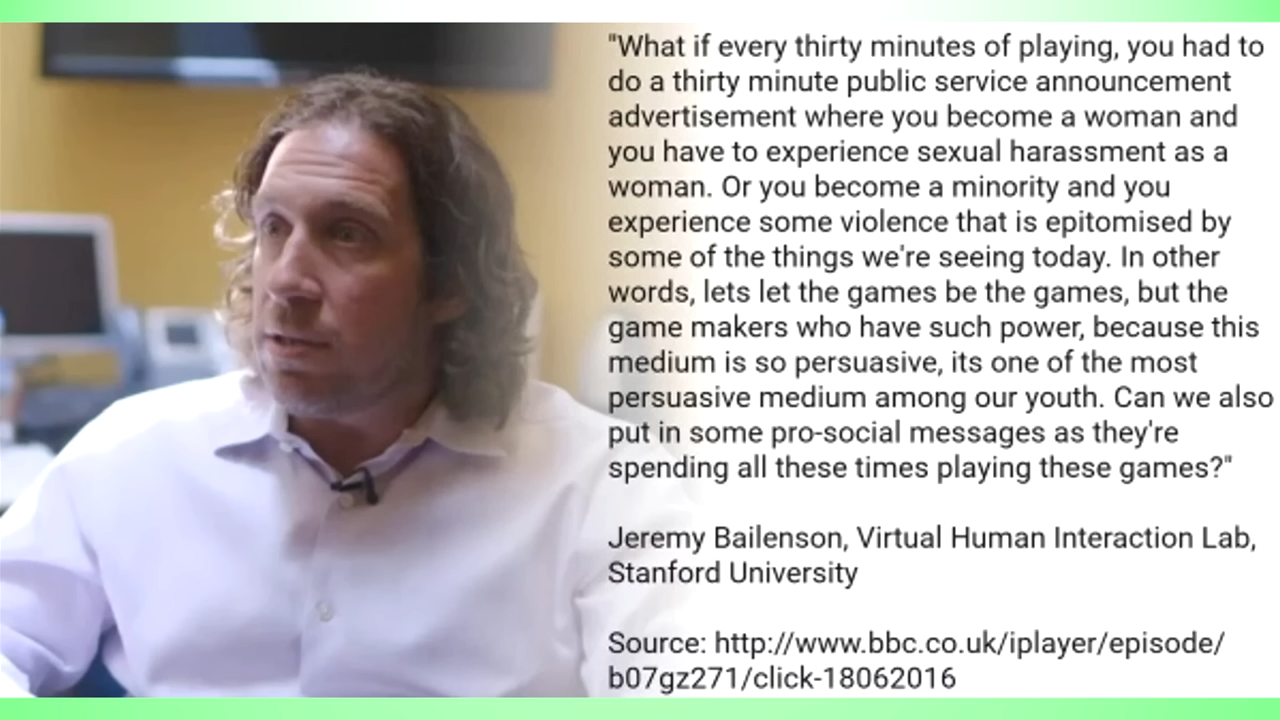 "What if every thirty minutes of playing, you had to
do a thirty minute public service announcement
advertisement where you become a woman and
you have to experience sexual harassment as a
woman. Or you become a minority and you
experience some violence that is epitomised by
some of the things we're seeing today. In other
words, lets let the games be the games, but the
game makers who have such power, because this
medium is so persuasive, its one of the most
persuasive medium among our youth. Can we also
put in some pro-social messages as they're
spending all these times playing these games?"
Jeremy Bailenson, Virtual Human Interaction Lab,
Stanford University
Source: http://www.bbc.co.uk/iplayer/episode/
b07gz271/click-18062016